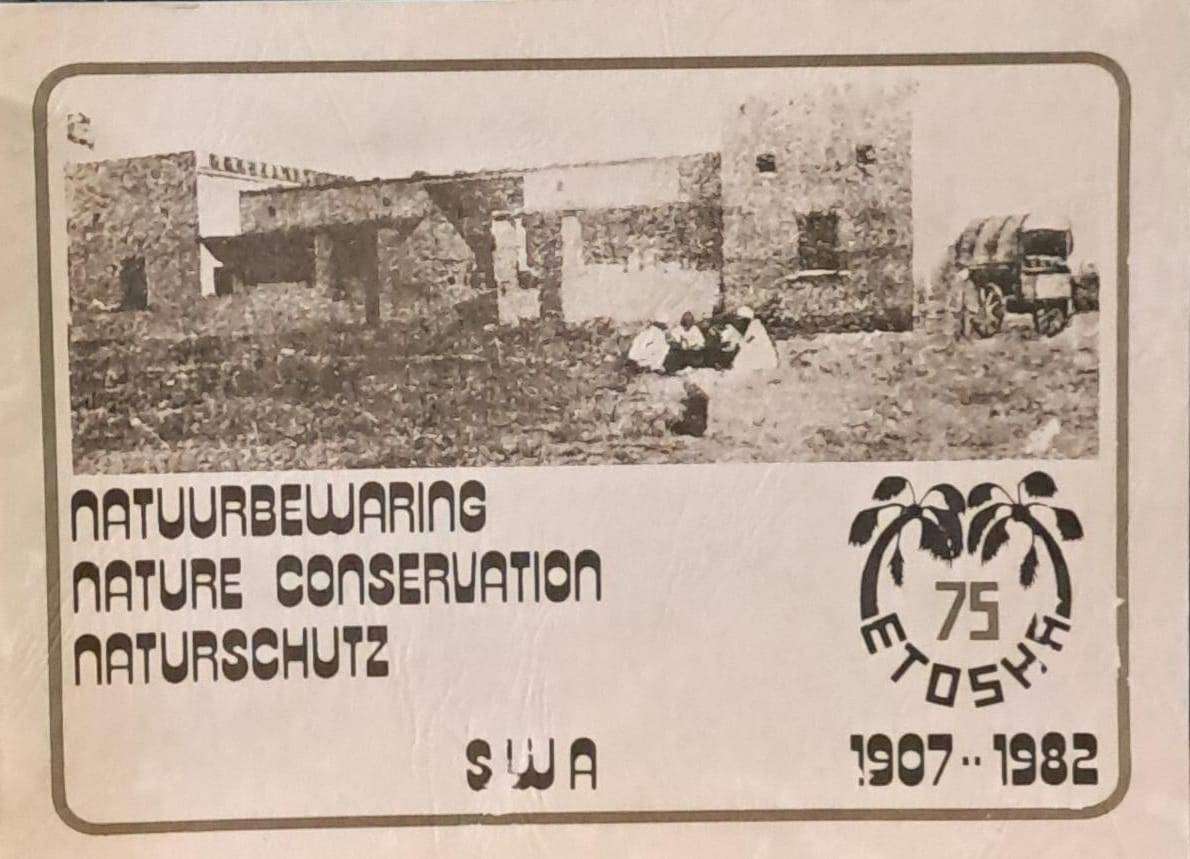 NATUURBEWARING
NATURE CONSERVATION
NATURSCHUTZ
75
ETOSHA
SWA
1907--1982